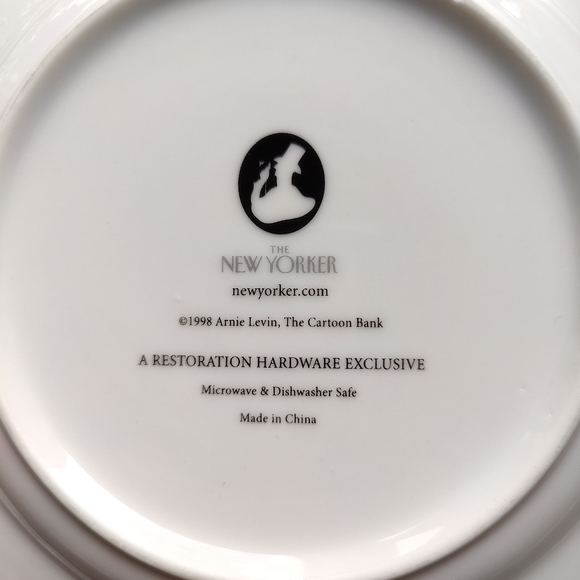 THE
NEW YORKER
newyorker.com
©1998 Arnie Levin, The Cartoon Bank
A RESTORATION HARDWARE EXCLUSIVE
Microwave & Dishwasher Safe
Made in China